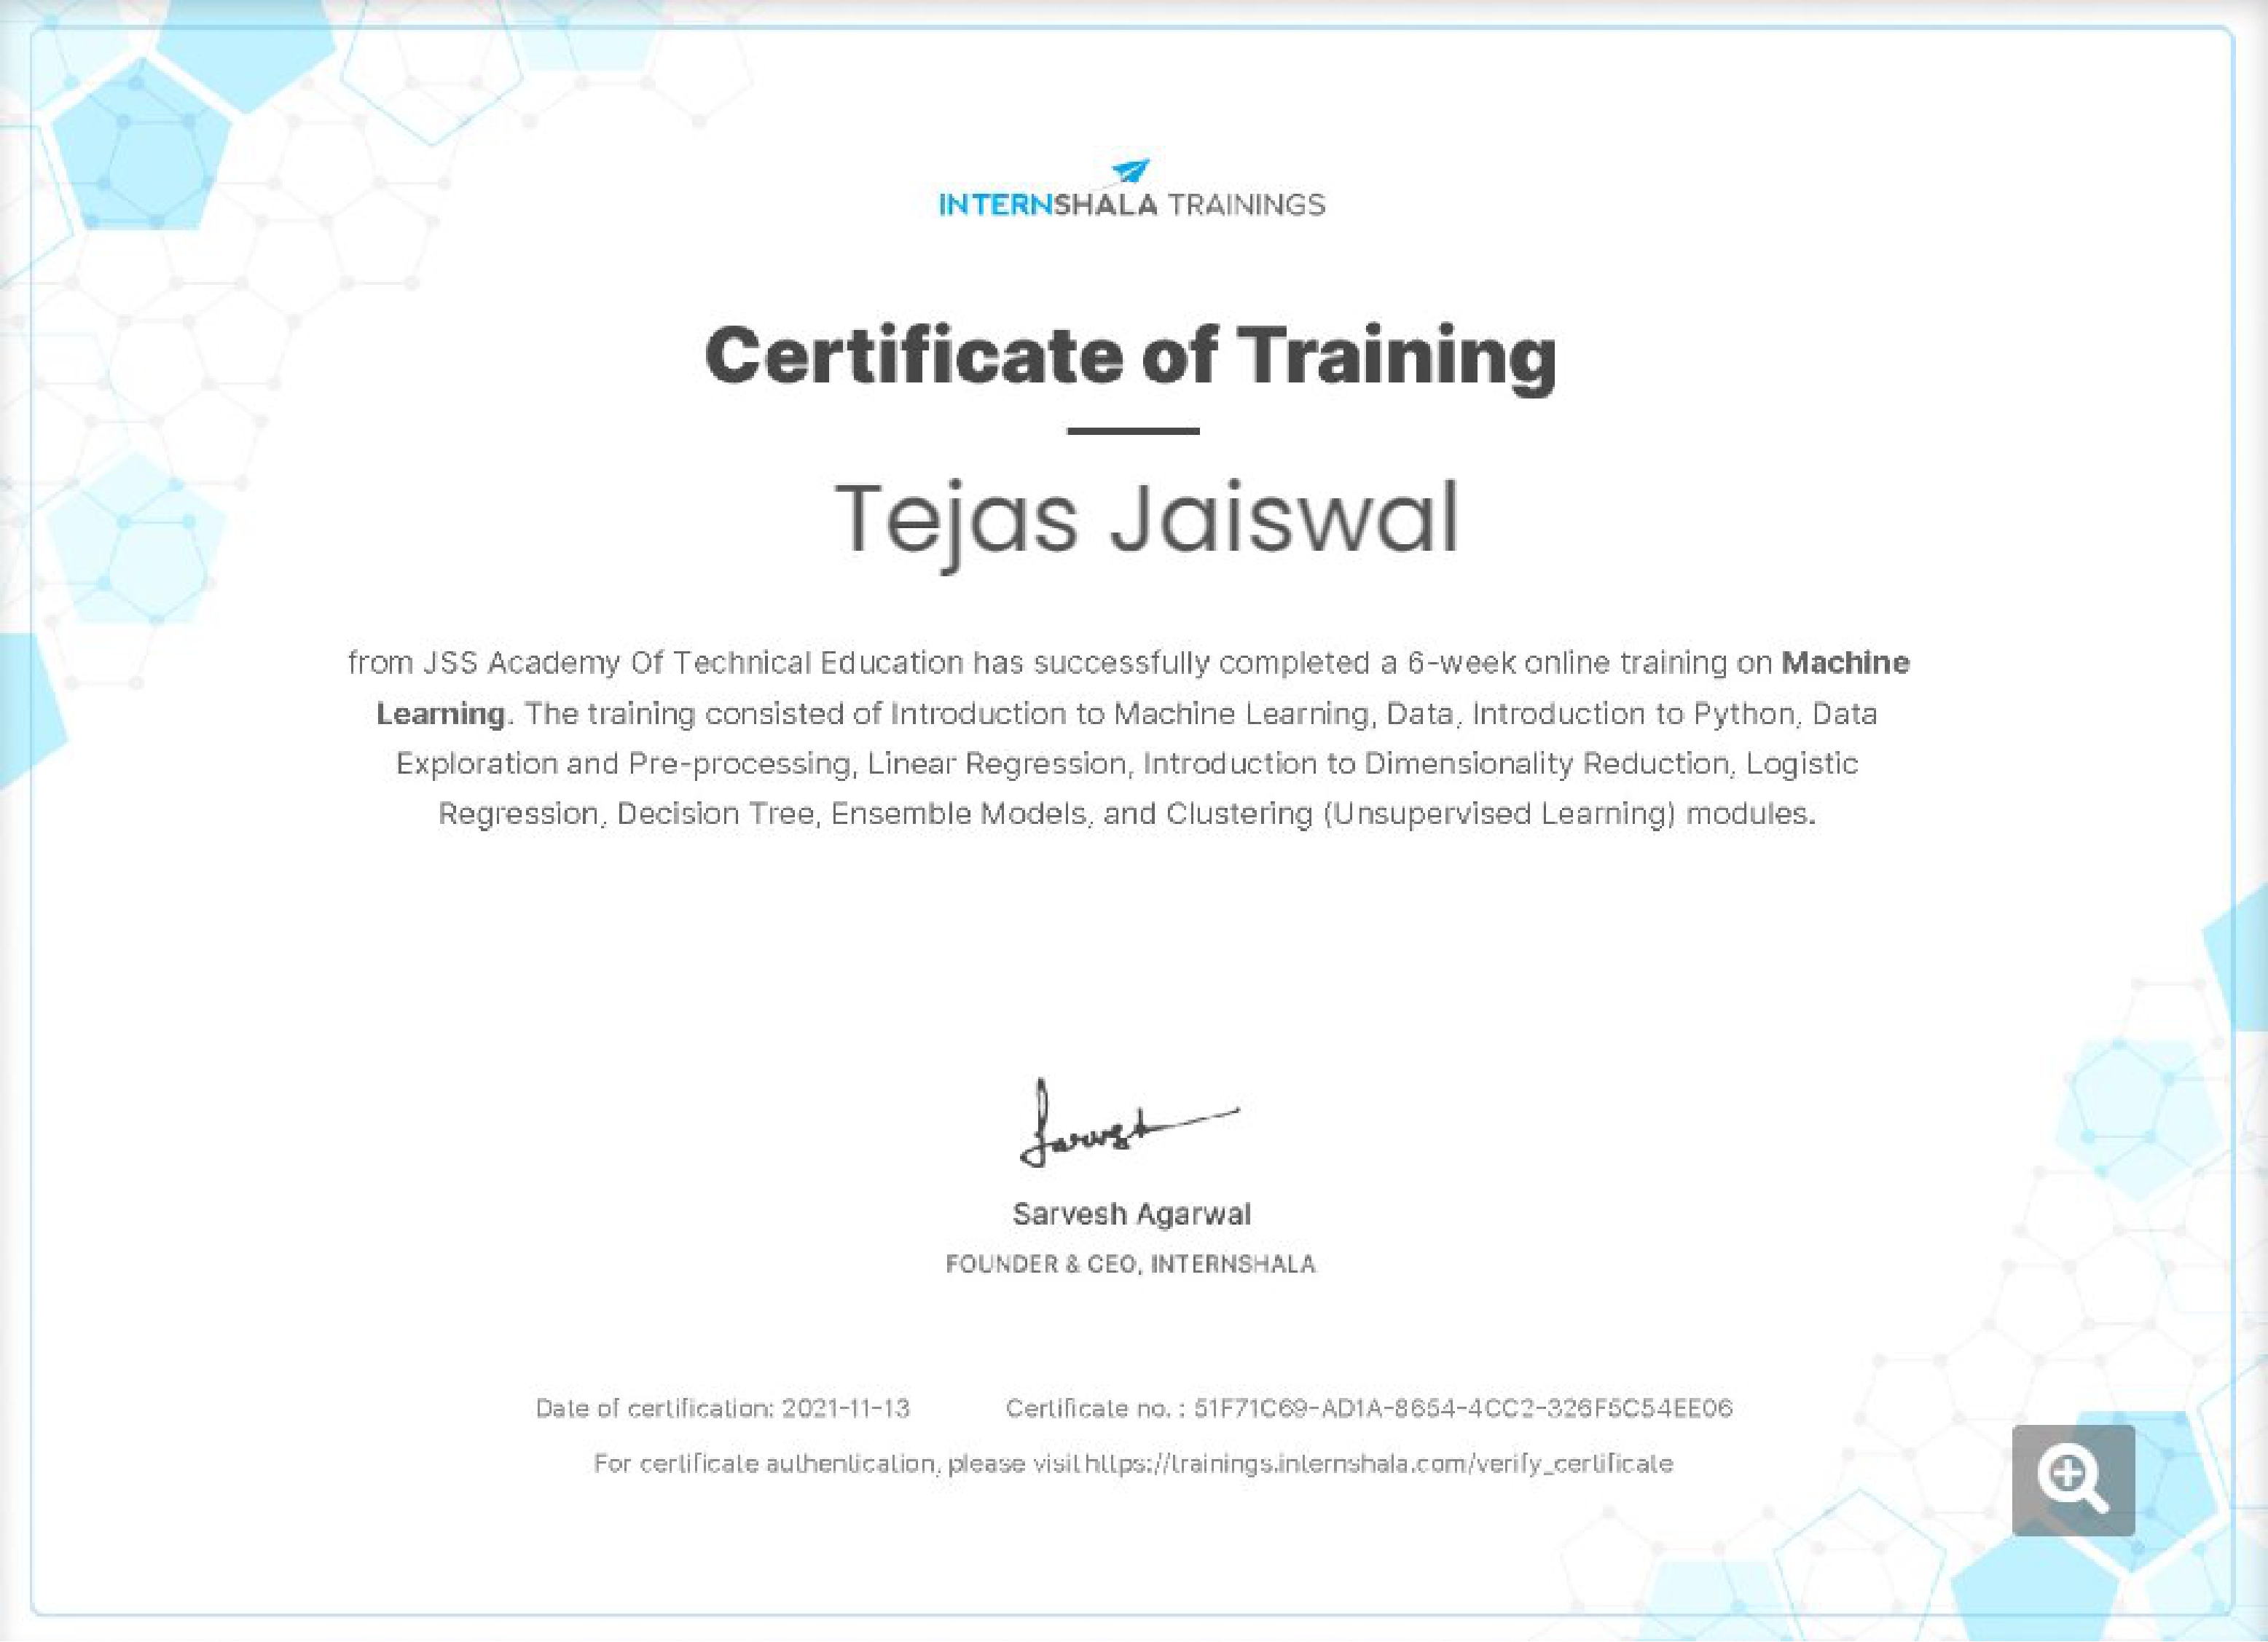 INTERNSHALA TRAININGS
Certificate of Training
Tejas Jaiswal
from JSS Academy Of Technical Education has successfully completed a 6-week online training on Machine
Learning. The training consisted of Introduction to Machine Learning, Data, Introduction to Python, Data
Exploration and Pre-processing, Linear Regression, Introduction to Dimensionality Reduction, Logistic
Regression, Decision Tree, Ensemble Models, and Clustering (Unsupervised Learning) modules.
Sarvesh Agarwal
FOUNDER & CEO, INTERNSHALA
Date of certification: 2021-11-13 Certificate no. : 51F71C69-AD1A-8654-4CC2-326F5C54EE06
For certificate authentication, please visit https://trainings.internshala.com/verify_certificate